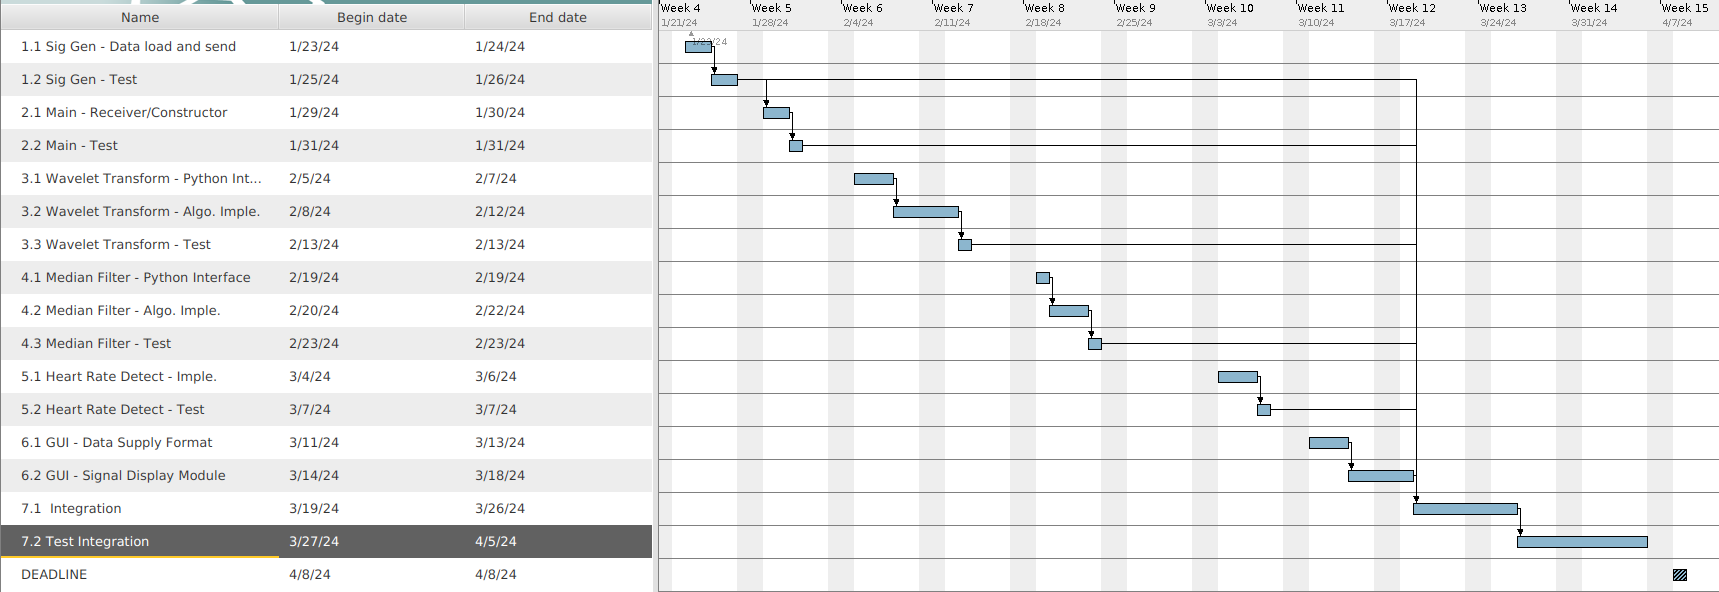 Name Begin date End date
Week 4 Week 5 Week 6 Week 7 Week 8 Week 9 Week 10 Week 11 Week 12 Week 13 Week 14 Week 15
1/21/24 1/28/24 2/4/24 2/11/24 2/18/24 2/25/24 3/3/24 3/10/24 3/17/24 3/24/24 3/31/24 4/7/24
1.1 Sig Gen - Data load and send 1/23/24 1/24/24
1/23/24
1.2 Sig Gen - Test 1/25/24 1/26/24
2.1 Main - Receiver/Constructor 1/29/24 1/30/24
2.2 Main - Test 1/31/24 1/31/24
3.1 Wavelet Transform - Python Int... 2/5/24 2/7/24
3.2 Wavelet Transform - Algo. Imple. 2/8/24 2/12/24
3.3 Wavelet Transform - Test 2/13/24 2/13/24
4.1 Median Filter - Python Interface 2/19/24 2/19/24
4.2 Median Filter - Algo. Imple. 2/20/24 2/22/24
4.3 Median Filter - Test 2/23/24 2/23/24
5.1 Heart Rate Detect - Imple. 3/4/24 3/6/24
5.2 Heart Rate Detect - Test 3/7/24 3/7/24
6.1 GUI - Data Supply Format 3/11/24 3/13/24
6.2 GUI - Signal Display Module 3/14/24 3/18/24
7.1 Integration 3/19/24 3/26/24
7.2 Test Integration 3/27/24 4/5/24
DEADLINE 4/8/24 4/8/24